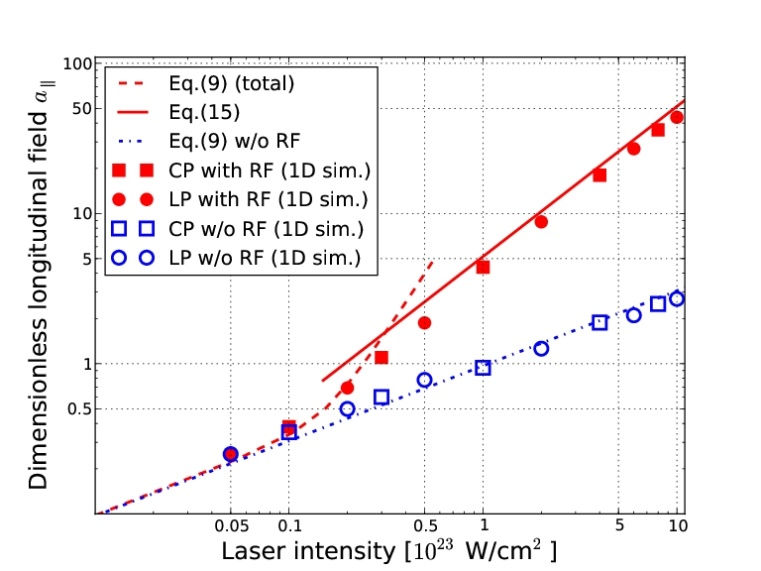 Dimensionless longitudinal field a∥
100
50
10
5
1
0.5
Eq.(9) (total)
Eq.(15)
Eq.(9) w/o RF
CP with RF (1D sim.)
LP with RF (1D sim.)
CP w/o RF (1D sim.)
LP w/o RF (1D sim.)
0.05 0.1 0.5 1 5 10
Laser intensity [10²³ W/cm² ]